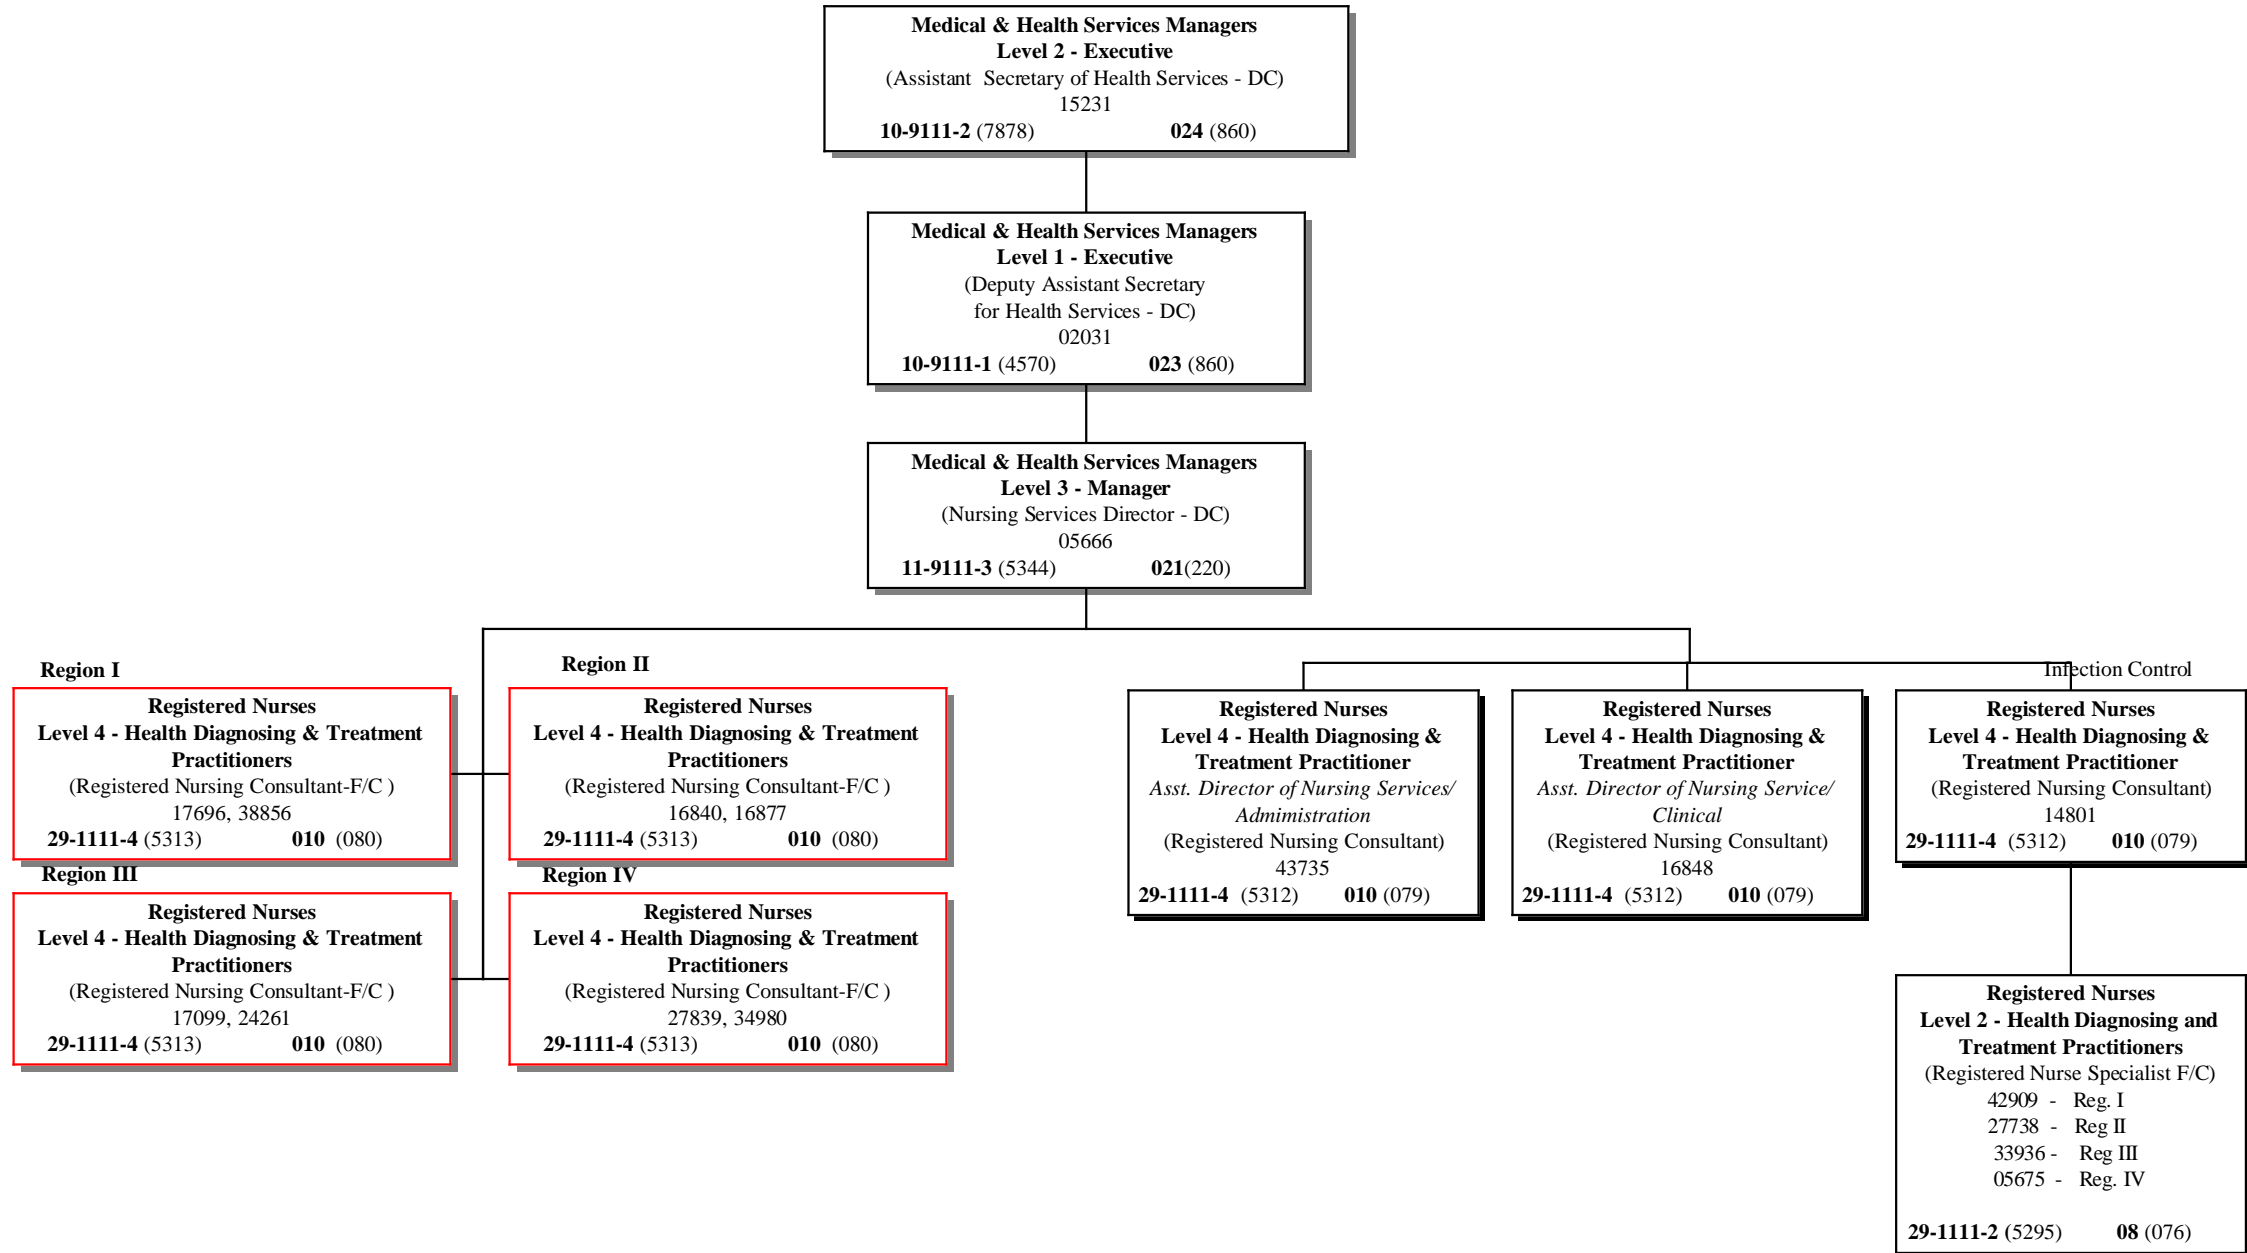 Medical & Health Services Managers
Level 2 - Executive
(Assistant Secretary of Health Services - DC)
15231
10-9111-2 (7878) 024 (860)
Medical & Health Services Managers
Level 1 - Executive
(Deputy Assistant Secretary
for Health Services - DC)
02031
10-9111-1 (4570) 023 (860)
Medical & Health Services Managers
Level 3 - Manager
(Nursing Services Director - DC)
05666
11-9111-3 (5344) 021(220)
Region I
Registered Nurses
Level 4 - Health Diagnosing & Treatment
Practitioners
(Registered Nursing Consultant-F/C )
17696, 38856
29-1111-4 (5313) 010 (080)
Region II
Registered Nurses
Level 4 - Health Diagnosing & Treatment
Practitioners
(Registered Nursing Consultant-F/C )
16840, 16877
29-1111-4 (5313) 010 (080)
Region III
Registered Nurses
Level 4 - Health Diagnosing & Treatment
Practitioners
(Registered Nursing Consultant-F/C )
17099, 24261
29-1111-4 (5313) 010 (080)
Region IV
Registered Nurses
Level 4 - Health Diagnosing & Treatment
Practitioners
(Registered Nursing Consultant-F/C )
27839, 34980
29-1111-4 (5313) 010 (080)
Registered Nurses
Level 4 - Health Diagnosing &
Treatment Practitioner
Asst. Director of Nursing Services/
Admimistration
(Registered Nursing Consultant)
43735
29-1111-4 (5312) 010 (079)
Registered Nurses
Level 4 - Health Diagnosing &
Treatment Practitioner
Asst. Director of Nursing Service/
Clinical
(Registered Nursing Consultant)
16848
29-1111-4 (5312) 010 (079)
Infection Control
Registered Nurses
Level 4 - Health Diagnosing &
Treatment Practitioner
(Registered Nursing Consultant)
14801
29-1111-4 (5312) 010 (079)
Registered Nurses
Level 2 - Health Diagnosing and
Treatment Practitioners
(Registered Nurse Specialist F/C)
42909 - Reg. I
27738 - Reg II
33936 - Reg III
05675 - Reg. IV
29-1111-2 (5295) 08 (076)